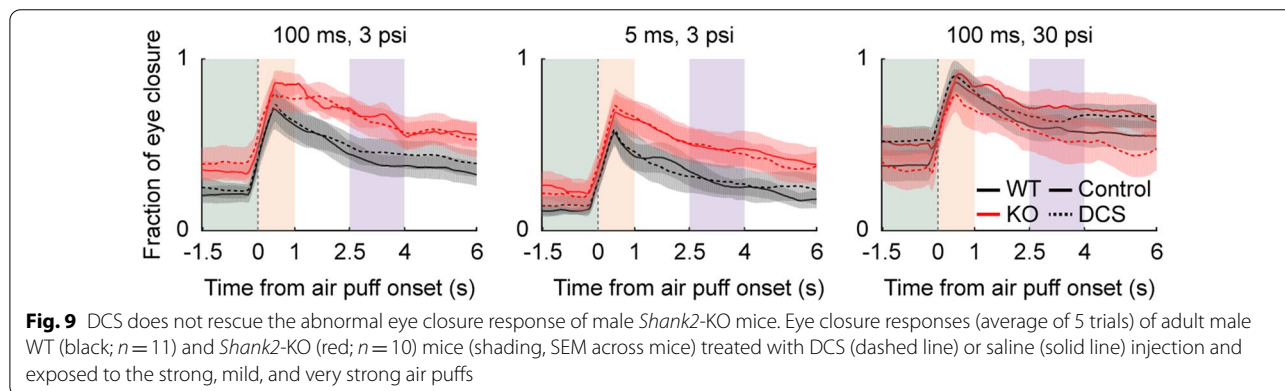 100 ms, 3 psi 5 ms, 3 psi 100 ms, 30 psi
1 1 1
Fraction of eye closure
WT Control
KO DCS
0 0 0
-1.5 0 1 2.5 4 6 -1.5 0 1 2.5 4 6 -1.5 0 1 2.5 4 6
Time from air puff onset (s) Time from air puff onset (s) Time from air puff onset (s)
Fig. 9 DCS does not rescue the abnormal eye closure response of male Shank2-KO mice. Eye closure responses (average of 5 trials) of adult male
WT (black; n = 11) and Shank2-KO (red; n = 10) mice (shading, SEM across mice) treated with DCS (dashed line) or saline (solid line) injection and
exposed to the strong, mild, and very strong air puffs